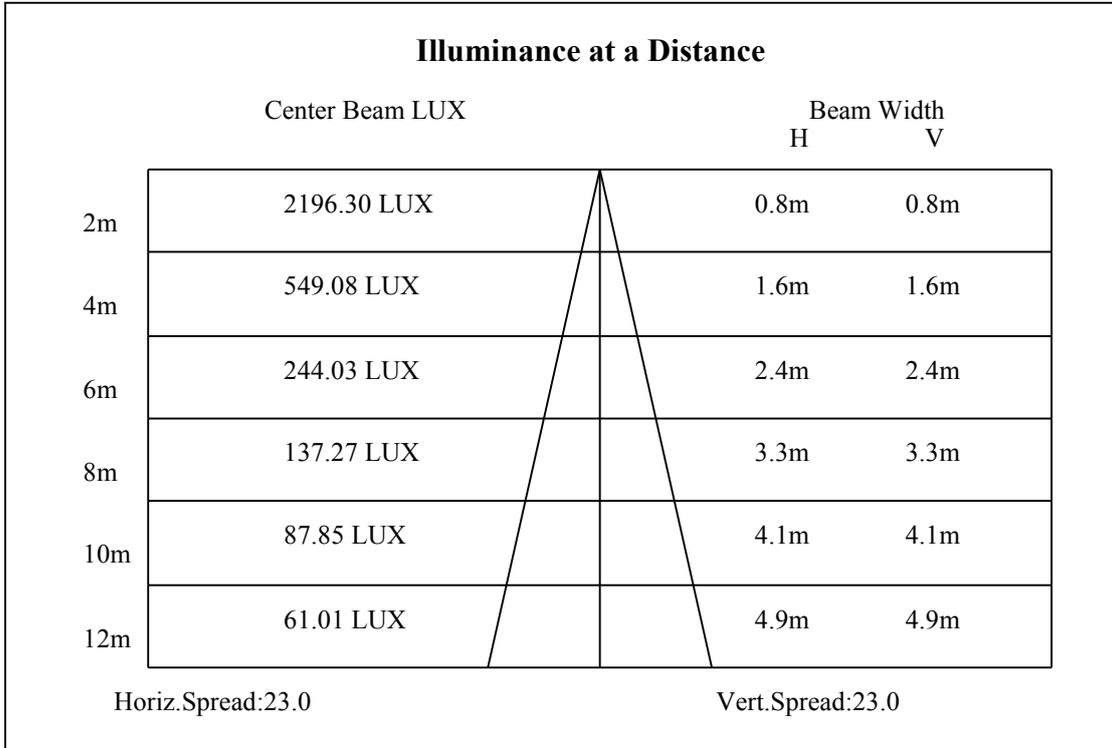 Illuminance at a Distance
Center Beam LUX Beam Width
H V
2m 2196.30 LUX 0.8m 0.8m
4m 549.08 LUX 1.6m 1.6m
6m 244.03 LUX 2.4m 2.4m
8m 137.27 LUX 3.3m 3.3m
10m 87.85 LUX 4.1m 4.1m
12m 61.01 LUX 4.9m 4.9m
Horiz.Spread:23.0 Vert.Spread:23.0